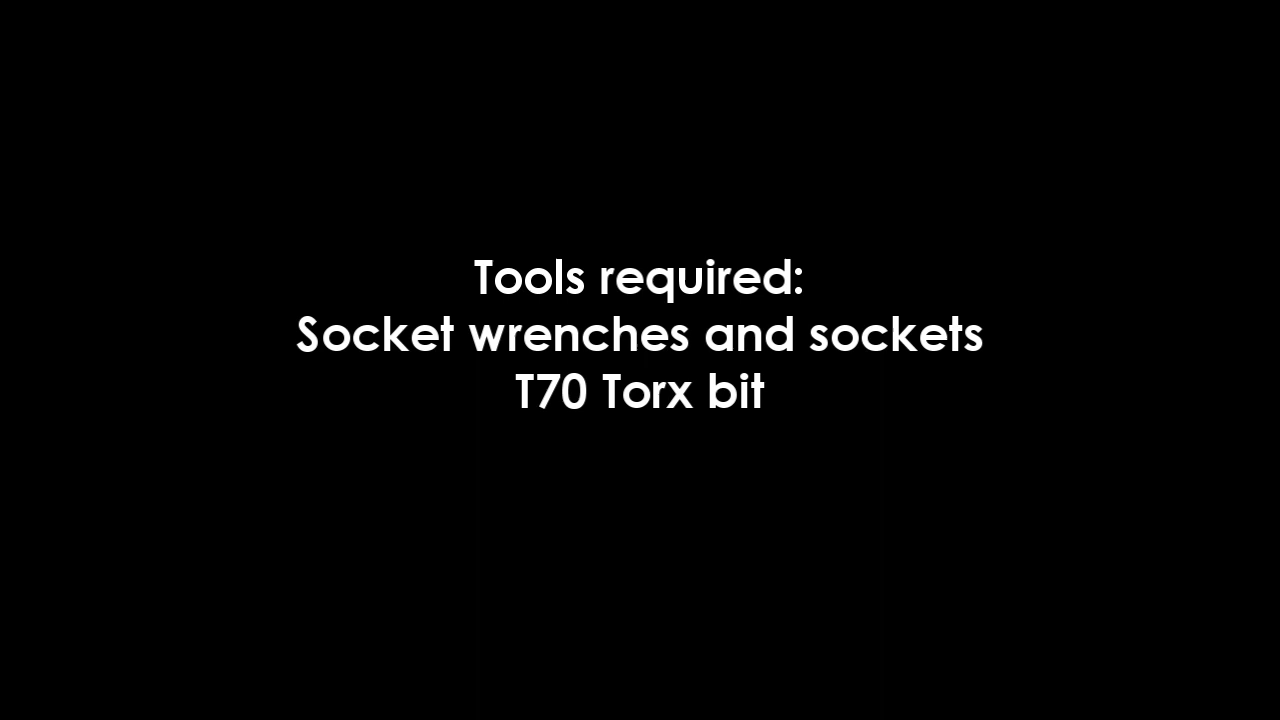 Tools required:
Socket wrenches and sockets
T70 Torx bit